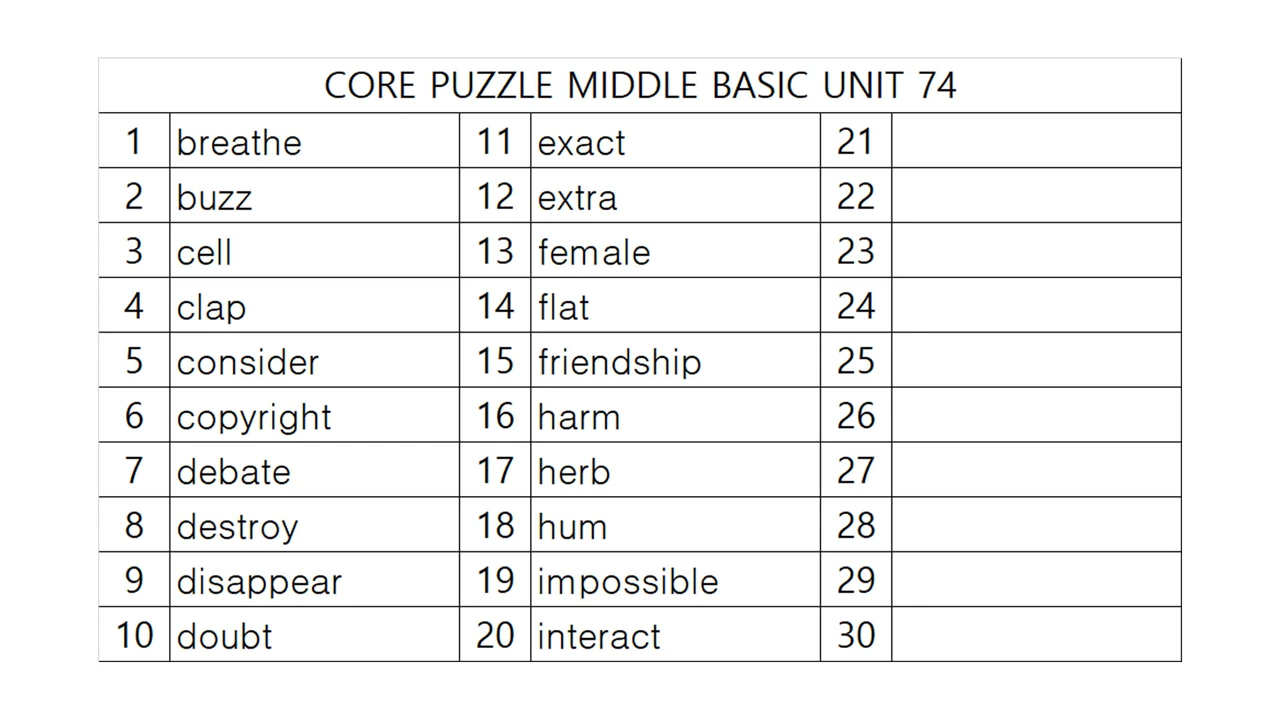 CORE PUZZLE MIDDLE BASIC UNIT 74
1 breathe 11 exact 21
2 buzz 12 extra 22
3 cell 13 female 23
4 clap 14 flat 24
5 consider 15 friendship 25
6 copyright 16 harm 26
7 debate 17 herb 27
8 destroy 18 hum 28
9 disappear 19 impossible 29
10 doubt 20 interact 30